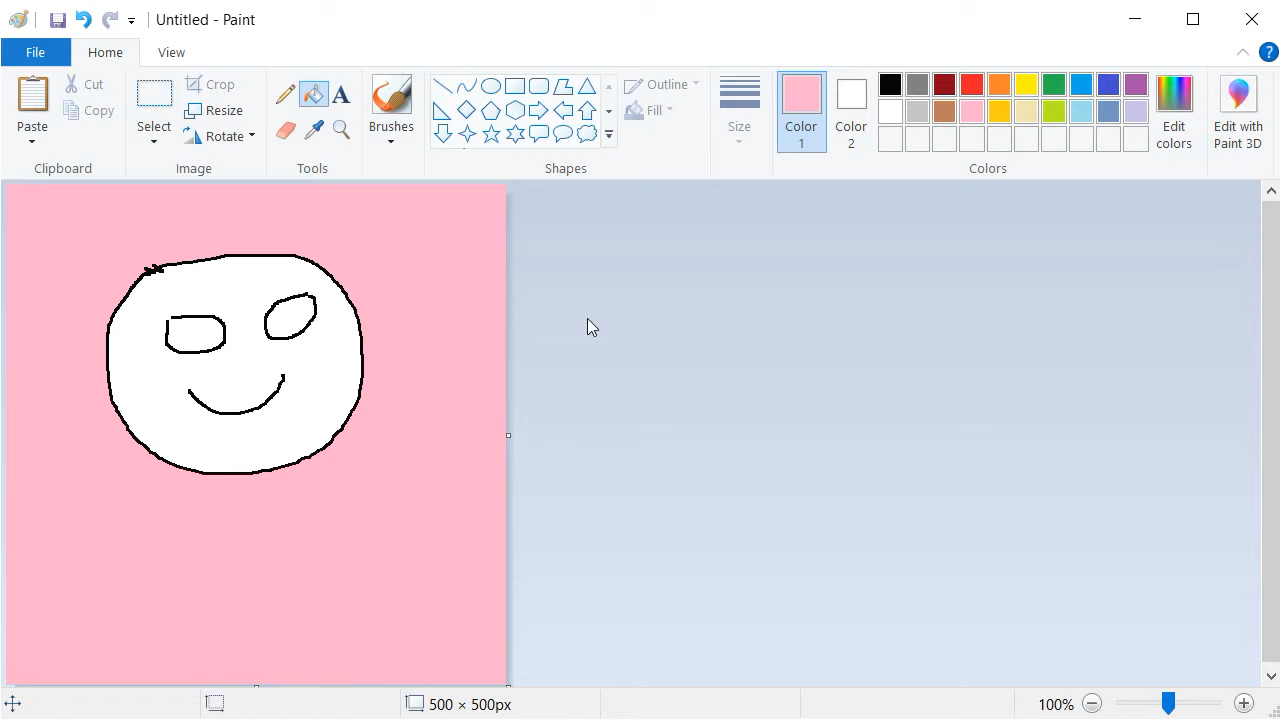 Untitled - Paint
File Home View
Paste Cut Copy Clipboard
Select Crop Resize Rotate Image
A Tools
Brushes
Outline Fill Shapes
Size
Color 1 Color 2 Edit colors Colors
Edit with Paint 3D
?
500 × 500px 100%